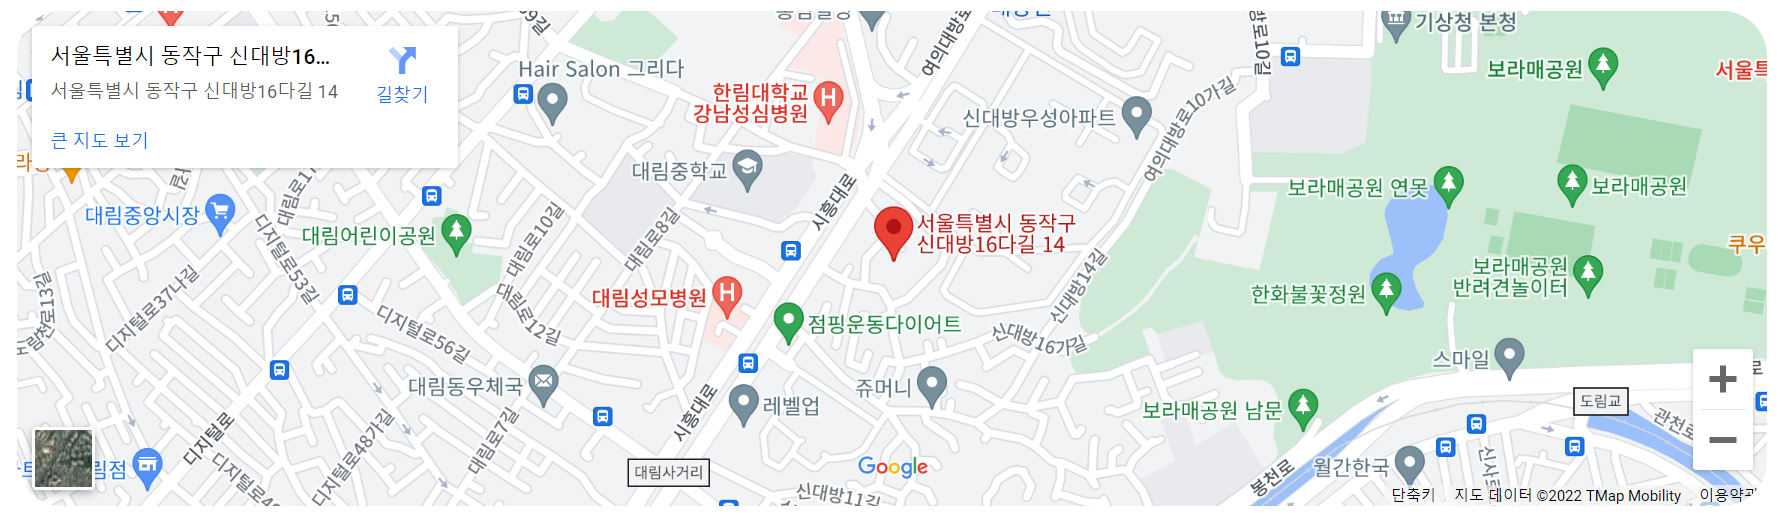 서울특별시 동작구 신대방16...
서울특별시 동작구 신대방16다길 14
길찾기
큰 지도 보기
Hair Salon 그리다
한림대학교
강남성심병원
여의대방로
신대방우성아파트
여의대방로10가길
기상청 본청
보라매공원
서울특
대림중학교
시흥대로
보라매공원 연못
보라매공원
대림중앙시장
대림어린이공원
대림로10길
대림로8길
서울특별시 동작구
신대방16다길 14
쿠우
디지털로53길
디지털로37나길
대림성모병원
대림로12길
점핑운동다이어트
신대방14길
신대방16가길
한화불꽃정원
보라매공원
반려견놀이터
디지털로56길
대림동우체국
레벨업
쥬머니
스마일
보라매공원 남문
도림교
관천로
시흥대로
디지털로
디지털로48가길
대림로7길
대림사거리
Google
신대방11길
봉천로
월간한국
림점
단축키
지도 데이터 ©2022 TMap Mobility
이용약관